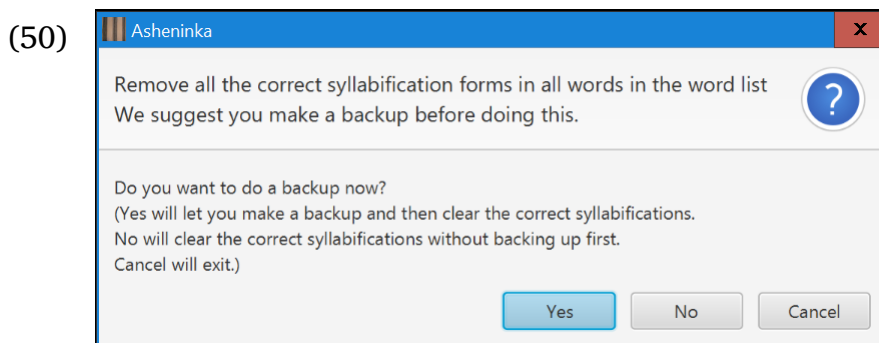 (50)
Asheninka
x
Remove all the correct syllabification forms in all words in the word list
We suggest you make a backup before doing this.
?
Do you want to do a backup now?
(Yes will let you make a backup and then clear the correct syllabifications.
No will clear the correct syllabifications without backing up first.
Cancel will exit.)
Yes No Cancel